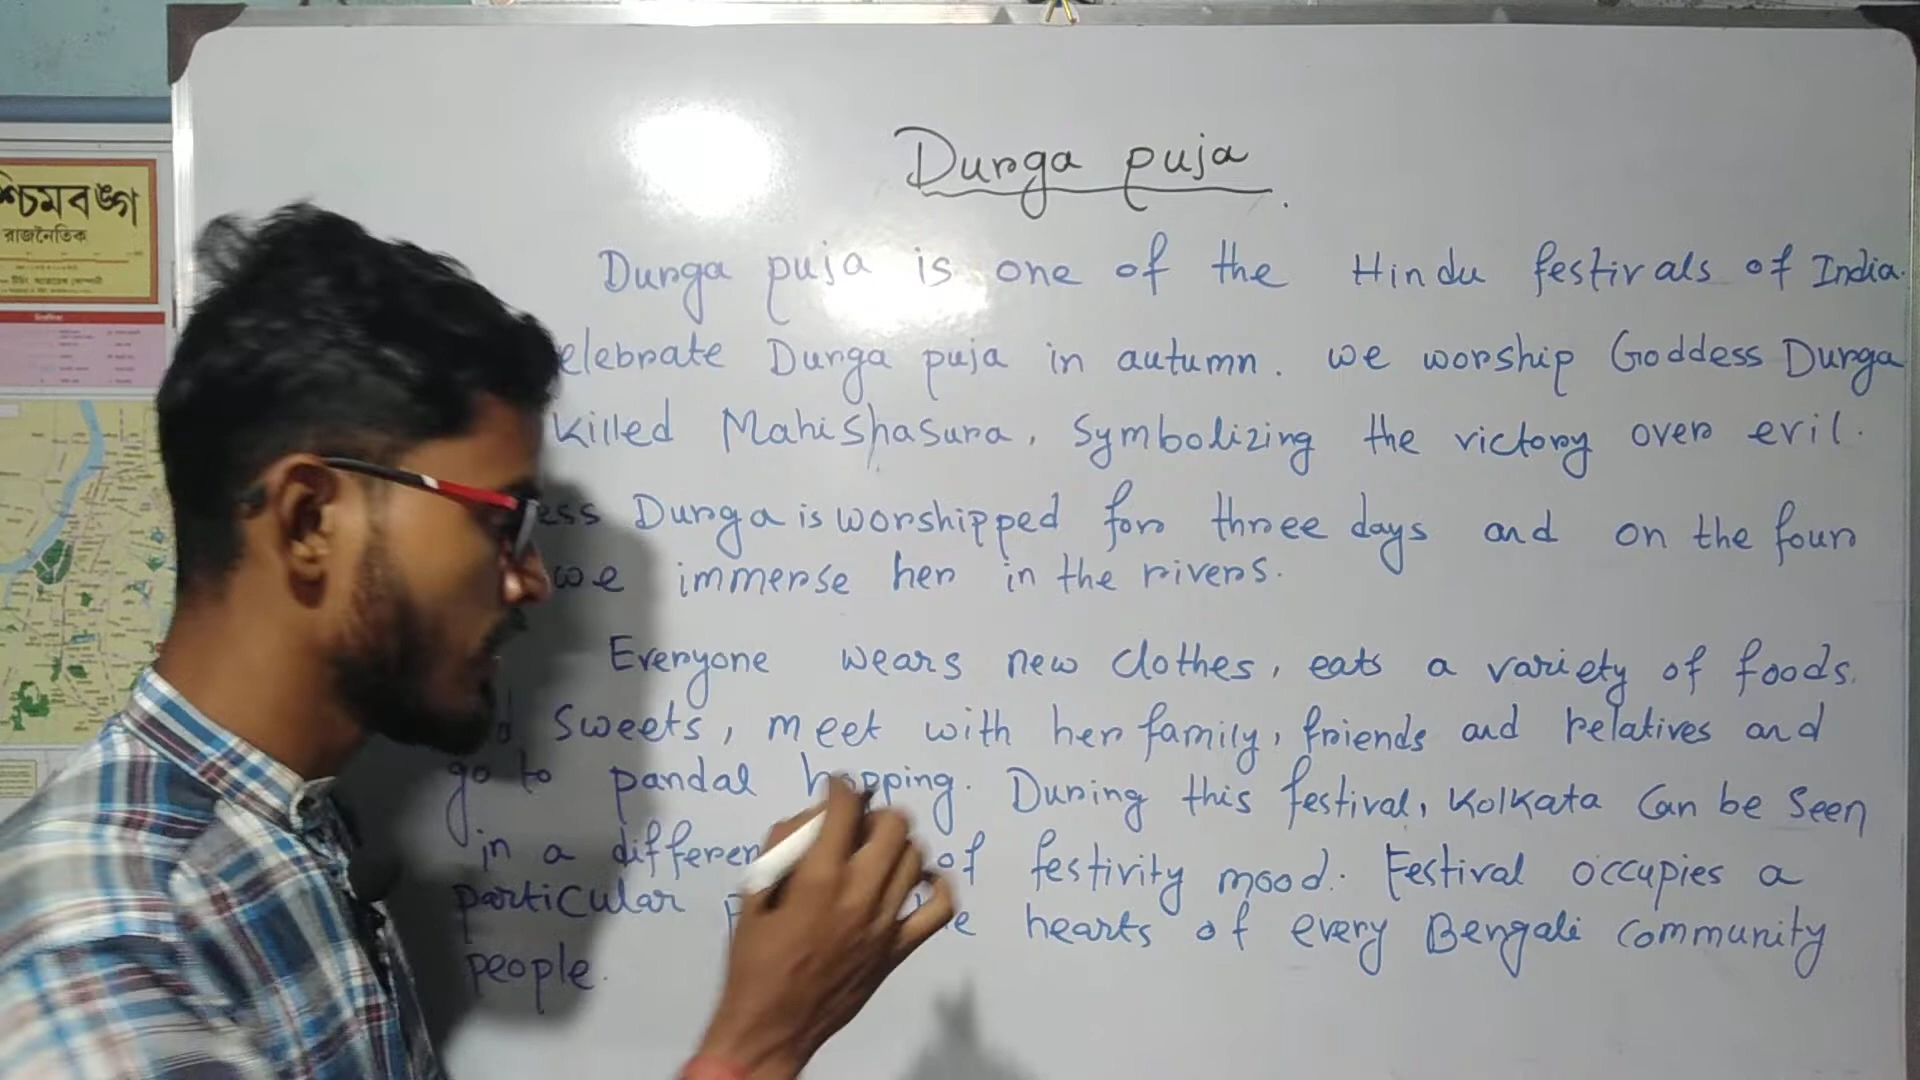 শ্চিমবঙ্গ
রাজনৈতিক
Durga puja.
Durga puja is one of the Hindu festivals of India.
elebrate Durga puja in autumn. we worship Goddess Durga
killed Mahishasura, Symbolizing the victory over evil.
ess Durga is worshipped for three days and on the four
we immerse her in the rivers.
Everyone wears new clothes, eats a variety of foods.
d sweets, meet with her family, friends and relatives and
go to pandal hopping. During this festival, Kolkata Can be Seen
in a differen of festivity mood. Festival occupies a
particular hearts of every Bengali Community
people.